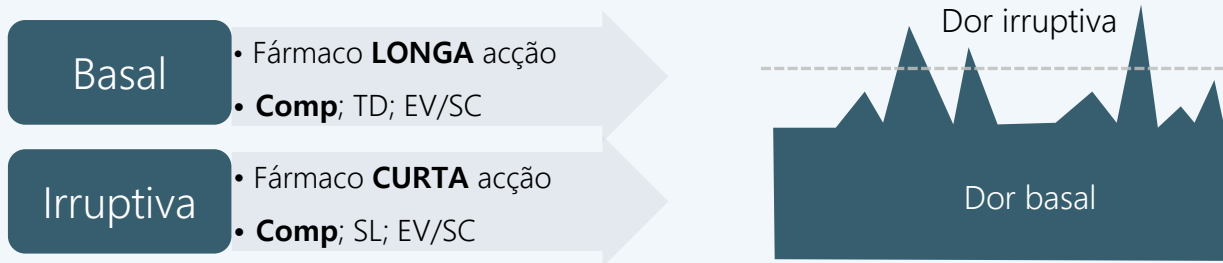 Basal
• Fármaco LONGA acção
• Comp; TD; EV/SC
Irruptiva
• Fármaco CURTA acção
• Comp; SL; EV/SC
Dor irruptiva
Dor basal